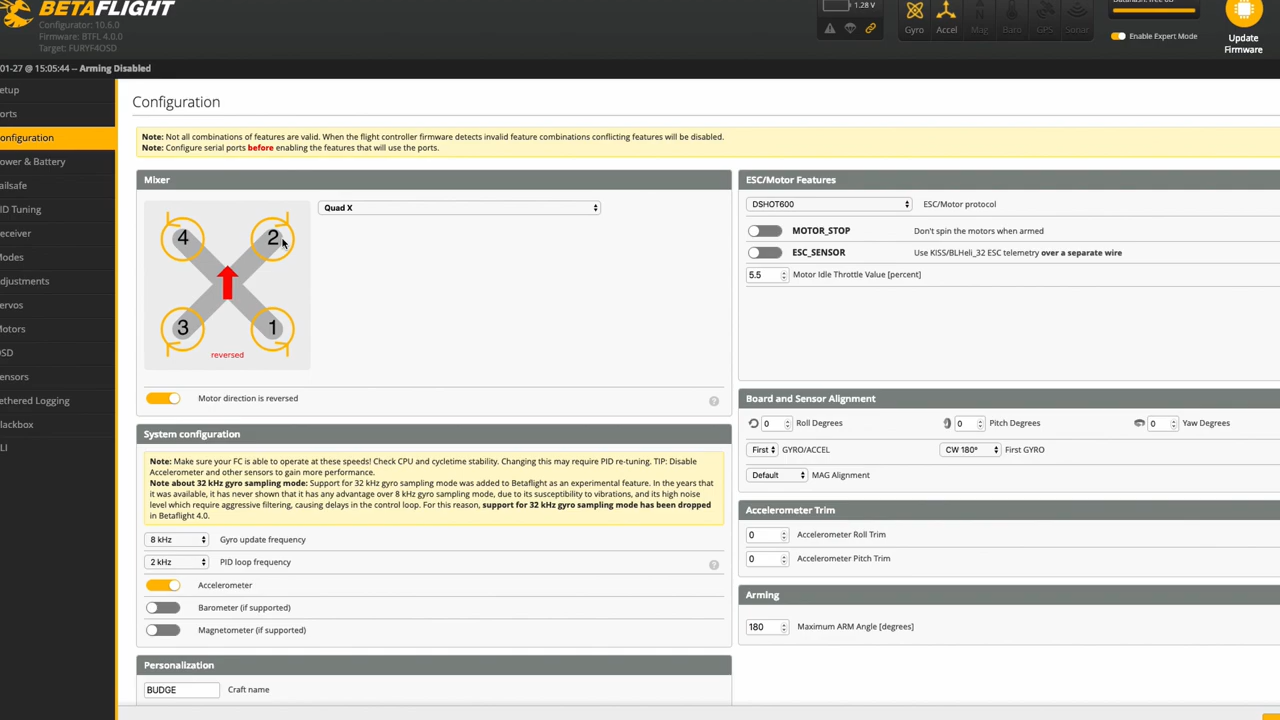 BETAFLIGHT
Configurator: 10.6.0
Firmware: BTFL 4.0.0
Target: FURYF4OSD
1.28 V
Gyro
Accel
Mag
Baro
GPS
Sonar
Enable Expert Mode
Update
Firmware
01-27 @ 15:05:44 -- Arming Disabled
etup
orts
onfiguration
ower & Battery
ailsafe
ID Tuning
eceiver
odes
djustments
ervos
otors
SD
ensors
ethered Logging
lackbox
LI
Configuration
Note: Not all combinations of features are valid. When the flight controller firmware detects invalid feature combinations conflicting features will be disabled.
Note: Configure serial ports before enabling the features that will use the ports.
Mixer
Quad X
4
2
3
1
reversed
Motor direction is reversed
System configuration
Note: Make sure your FC is able to operate at these speeds! Check CPU and cycletime stability. Changing this may require PID re-tuning. TIP: Disable
Accelerometer and other sensors to gain more performance.
Note about 32 kHz gyro sampling mode: Support for 32 kHz gyro sampling mode was added to Betaflight as an experimental feature. In the years that
it was available, it has never shown that it has any advantage over 8 kHz gyro sampling mode, due to its susceptibility to vibrations, and its high noise
level which require aggressive filtering, causing delays in the control loop. For this reason, support for 32 kHz gyro sampling mode has been dropped
in Betaflight 4.0.
8 kHz Gyro update frequency
2 kHz PID loop frequency
Accelerometer
Barometer (if supported)
Magnetometer (if supported)
Personalization
BUDGE Craft name
ESC/Motor Features
DSHOT600 ESC/Motor protocol
MOTOR_STOP Don't spin the motors when armed
ESC_SENSOR Use KISS/BLHeli_32 ESC telemetry over a separate wire
5.5 Motor Idle Throttle Value [percent]
Board and Sensor Alignment
0 Roll Degrees 0 Pitch Degrees 0 Yaw Degrees
First GYRO/ACCEL CW 180° First GYRO
Default MAG Alignment
Accelerometer Trim
0 Accelerometer Roll Trim
0 Accelerometer Pitch Trim
Arming
180 Maximum ARM Angle [degrees]